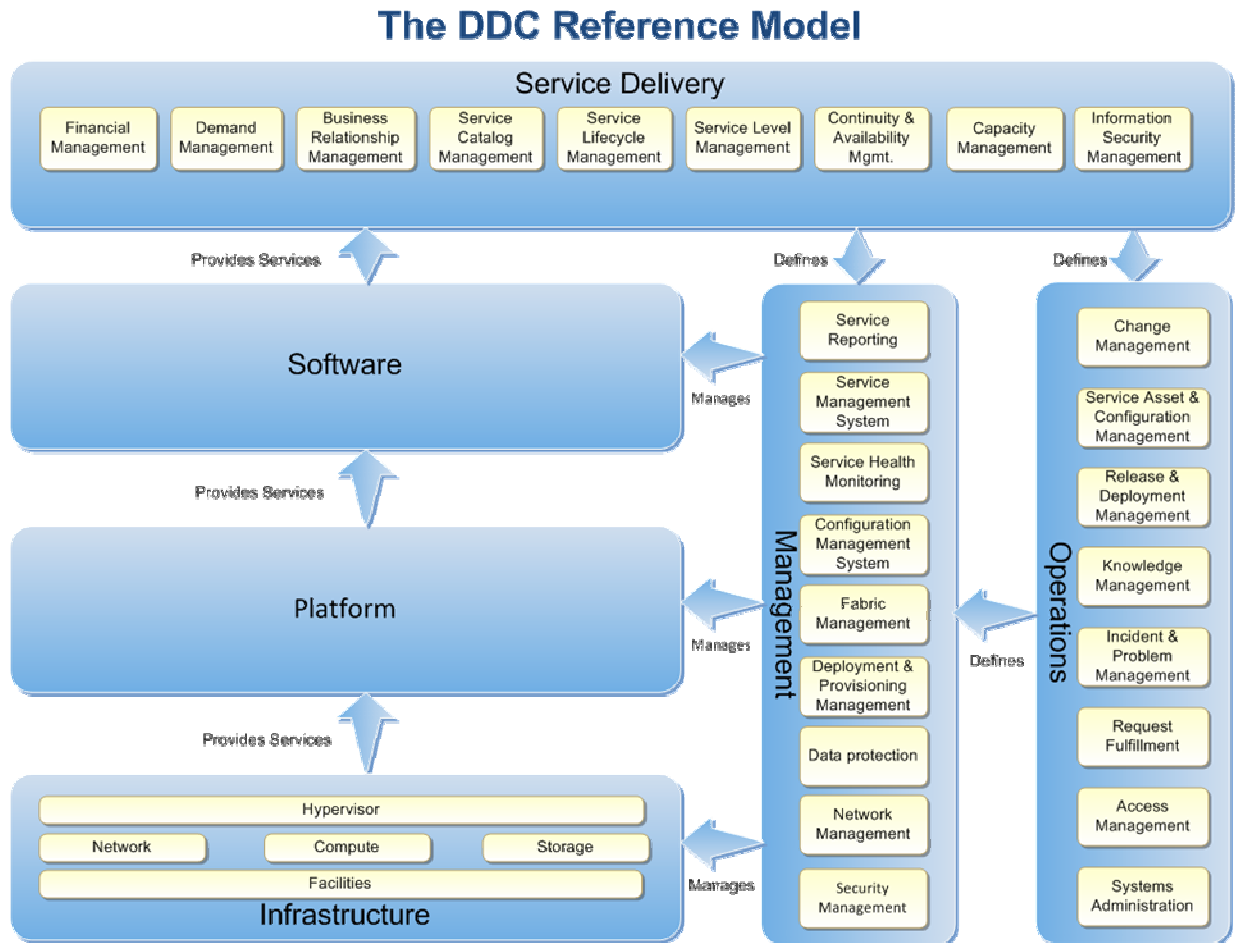 The DDC Reference Model
Service Delivery
Financial
Management
Demand
Management
Business
Relationship
Management
Service
Catalog
Management
Service
Lifecycle
Management
Service Level
Management
Continuity &
Availability
Mgmt.
Capacity
Management
Information
Security
Management
Provides Services
Defines
Defines
Software
Manages
Provides Services
Platform
Manages
Provides Services
Hypervisor
Network
Compute
Storage
Facilities
Infrastructure
Manages
Management
Service
Reporting
Service
Management
System
Service Health
Monitoring
Configuration
Management
System
Fabric
Management
Deployment &
Provisioning
Management
Data protection
Network
Management
Security
Management
Defines
Operations
Change
Management
Service Asset &
Configuration
Management
Release &
Deployment
Management
Knowledge
Management
Incident &
Problem
Management
Request
Fulfillment
Access
Management
Systems
Administration